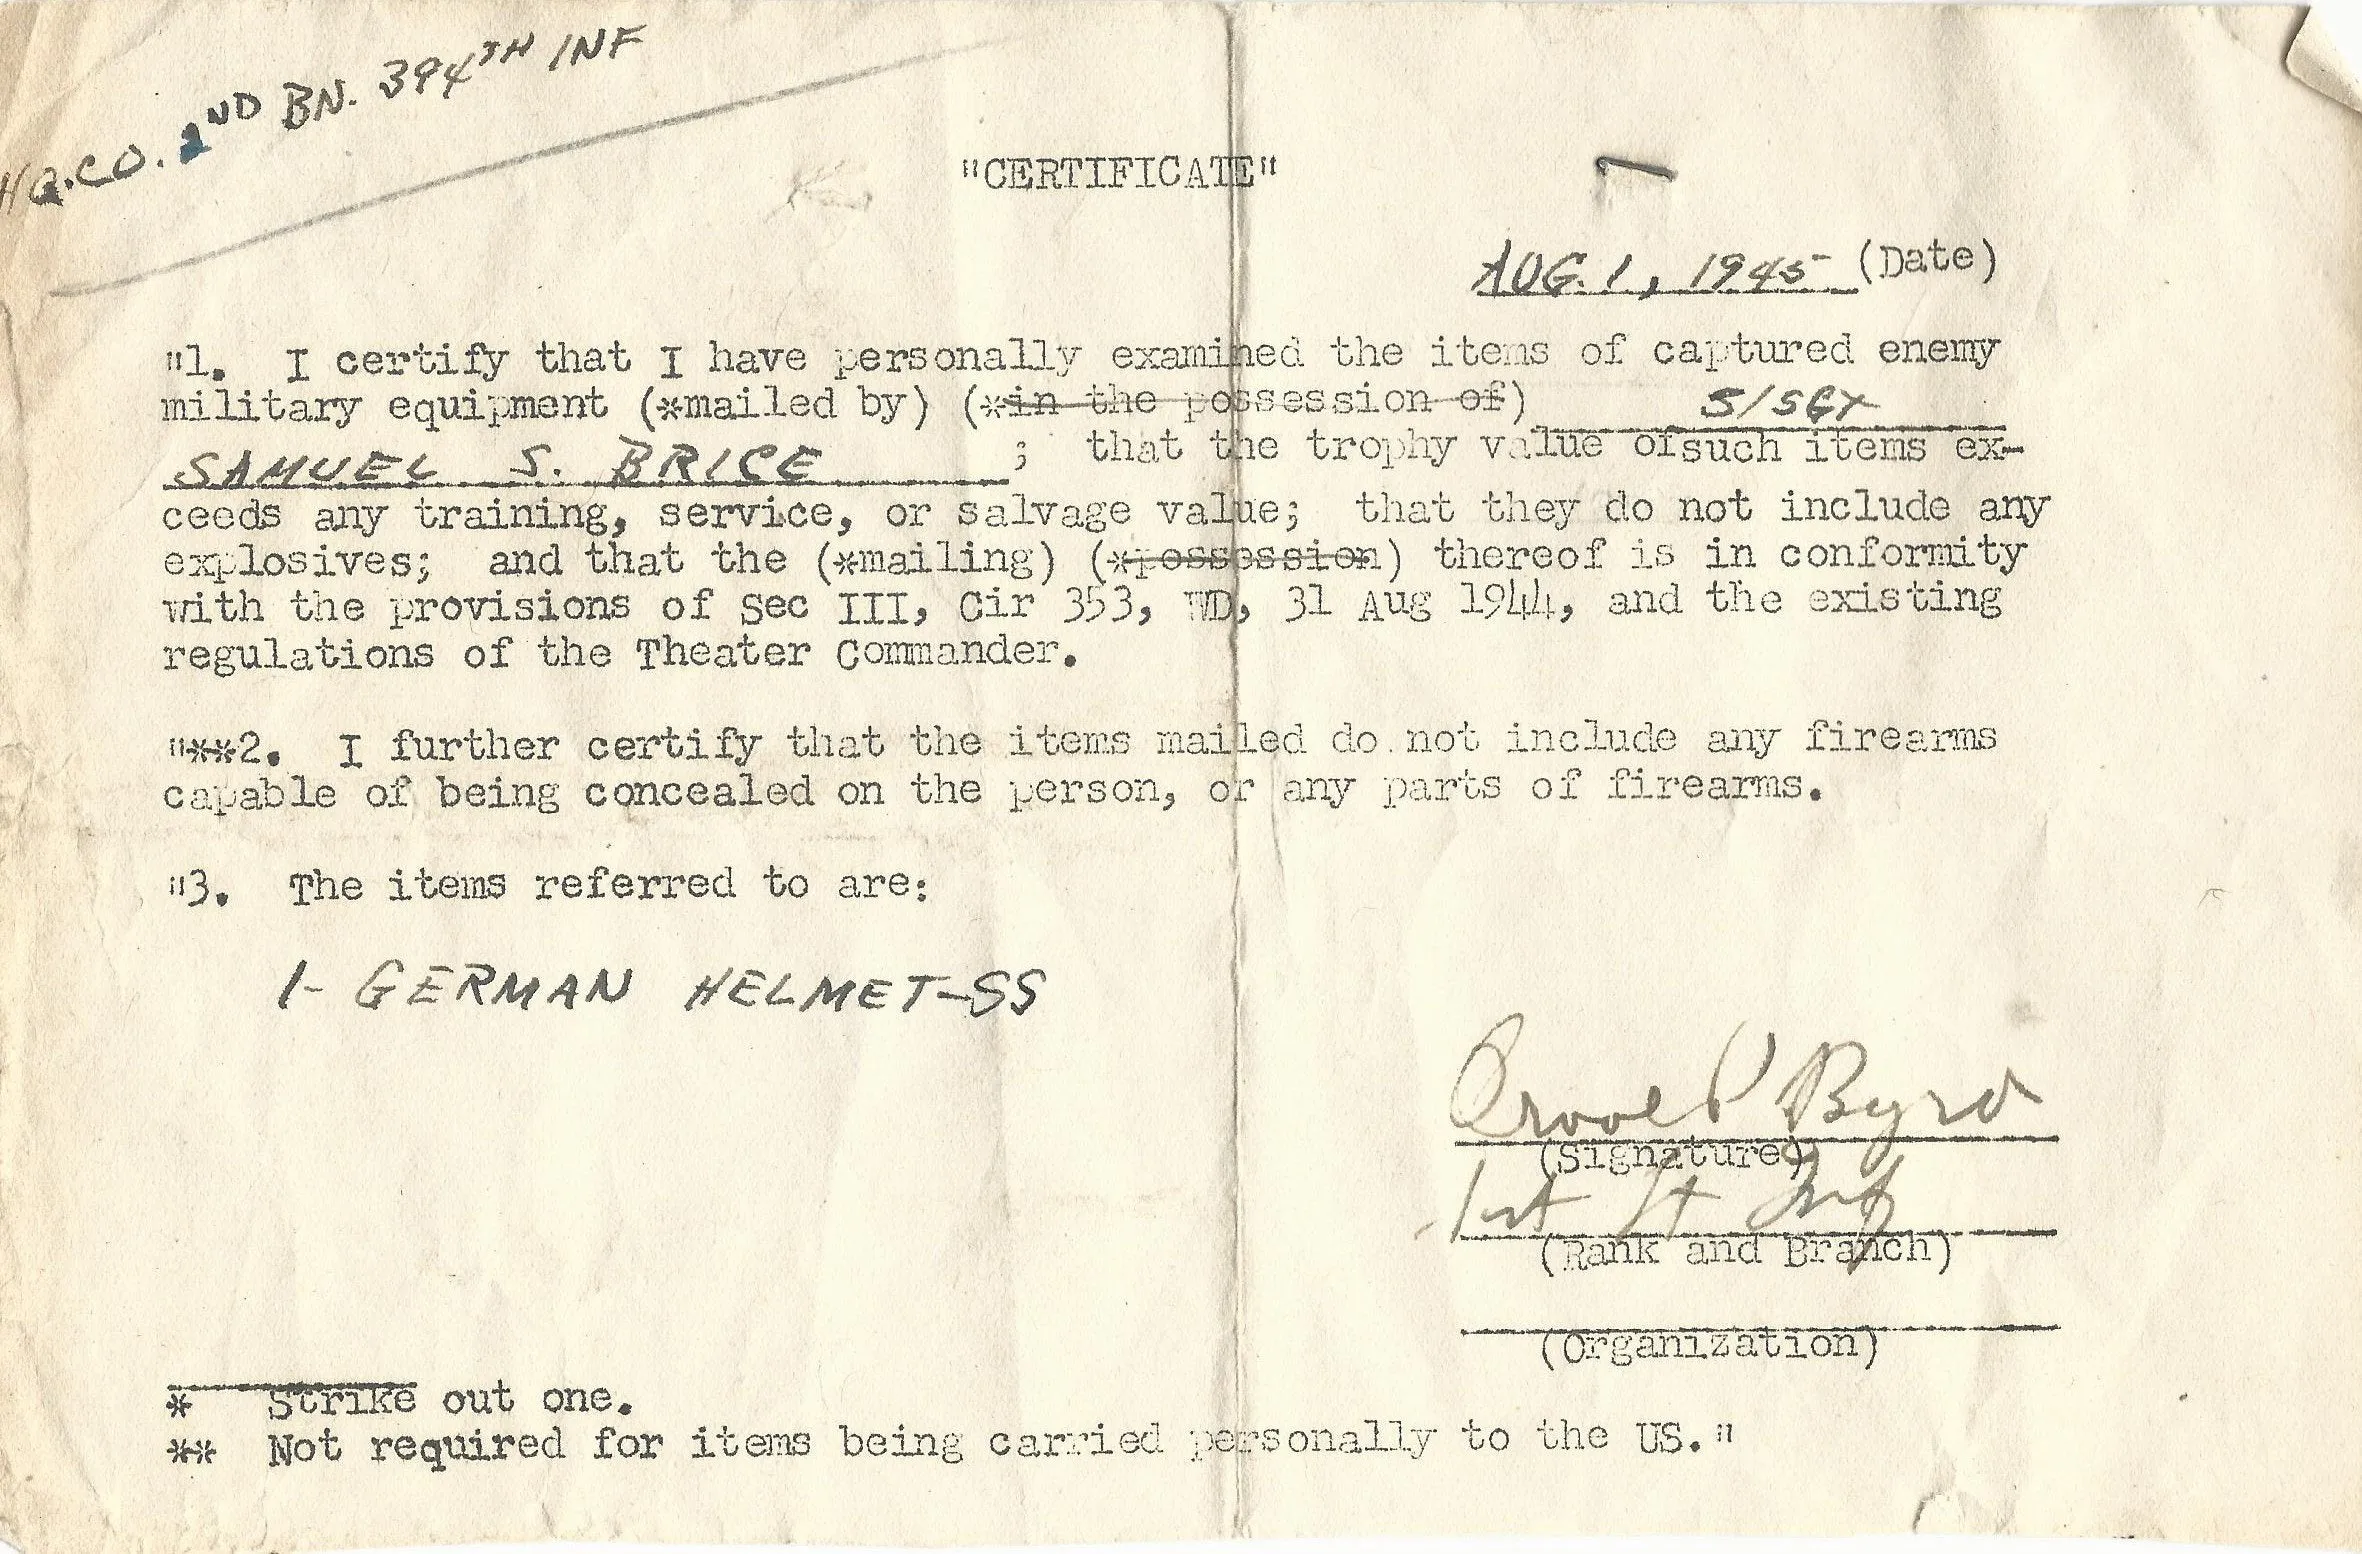 HQ.CO. 2ND BN. 394TH INF
"CERTIFICATE"
AUG. 1, 1945 (Date)
"1. I certify that I have personally examined the items of captured enemy
military equipment (*mailed by) (*in the possession of) S/SGT
SAMUEL S. BRICE ; that the trophy value ofsuch items ex-
ceeds any training, service, or salvage value; that they do not include any
explosives; and that the (*mailing) (*possession) thereof is in conformity
with the provisions of Sec III, Cir 353, WD, 31 Aug 1944, and the existing
regulations of the Theater Commander.
"**2. I further certify that the items mailed do not include any firearms
capable of being concealed on the person, or any parts of firearms.
"3. The items referred to are:
1- GERMAN HELMET-SS
Byrd
(Signature)
1st Lt Inf
(Rank and Branch)
(Organization)
* Strike out one.
** Not required for items being carried personally to the US."